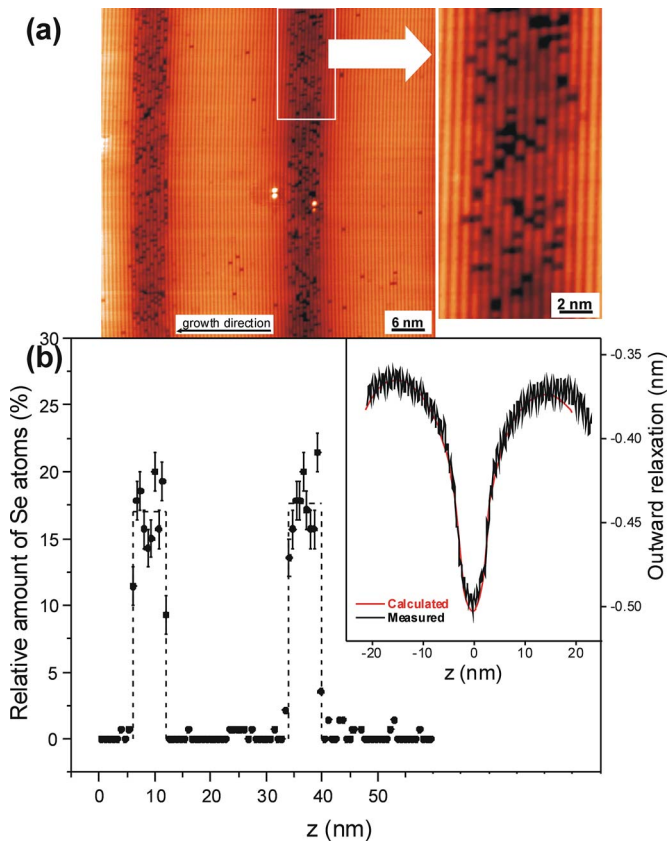 (a)
growth direction
6 nm
2 nm
(b)
Relative amount of Se atoms (%)
30
25
20
15
10
5
0
0 10 20 30 40 50
z (nm)
-0.35
-0.40
-0.45
-0.50
Outward relaxation (nm)
Calculated
Measured
-20 -10 0 10 20
z (nm)